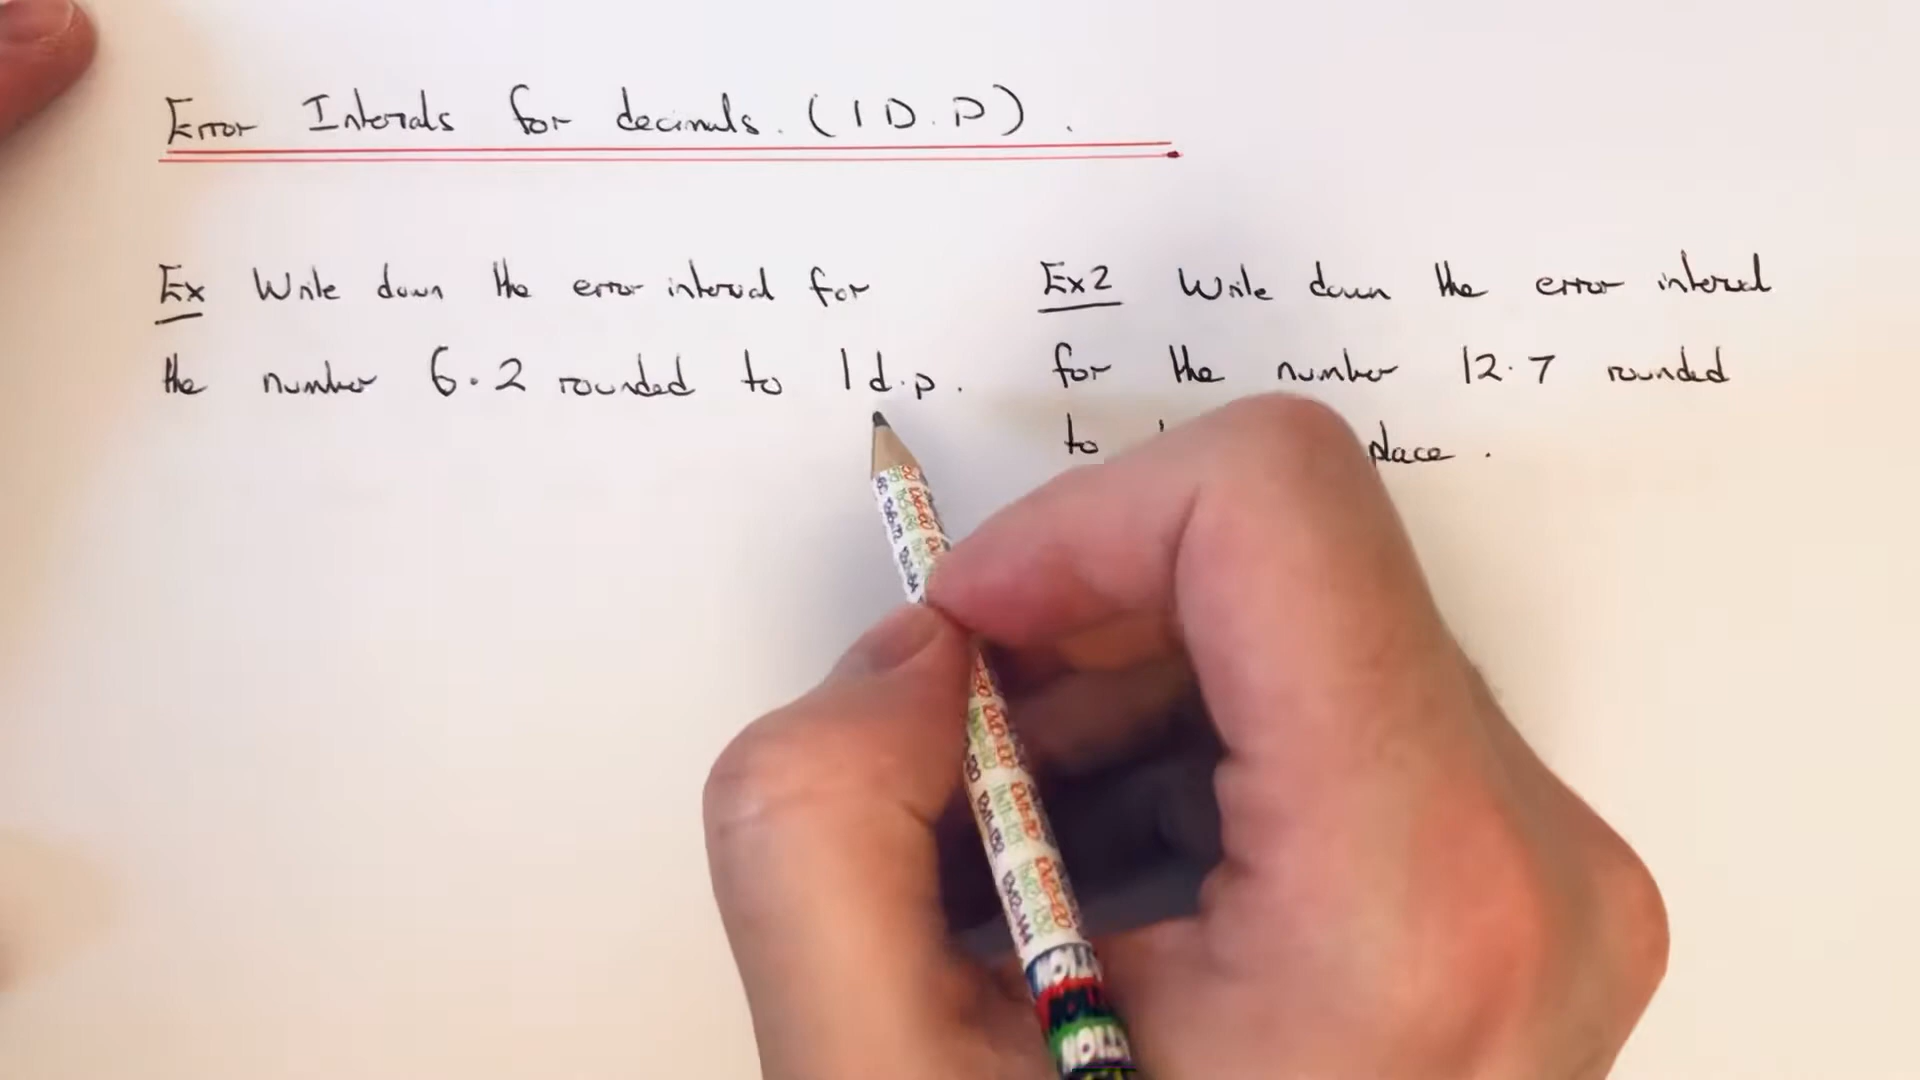 Error Intervals for decimals. (1 D.P).
Ex Write down the error interval for
the number 6.2 rounded to 1 d.p.
Ex2 Write down the error interval
for the number 12.7 rounded
to place.